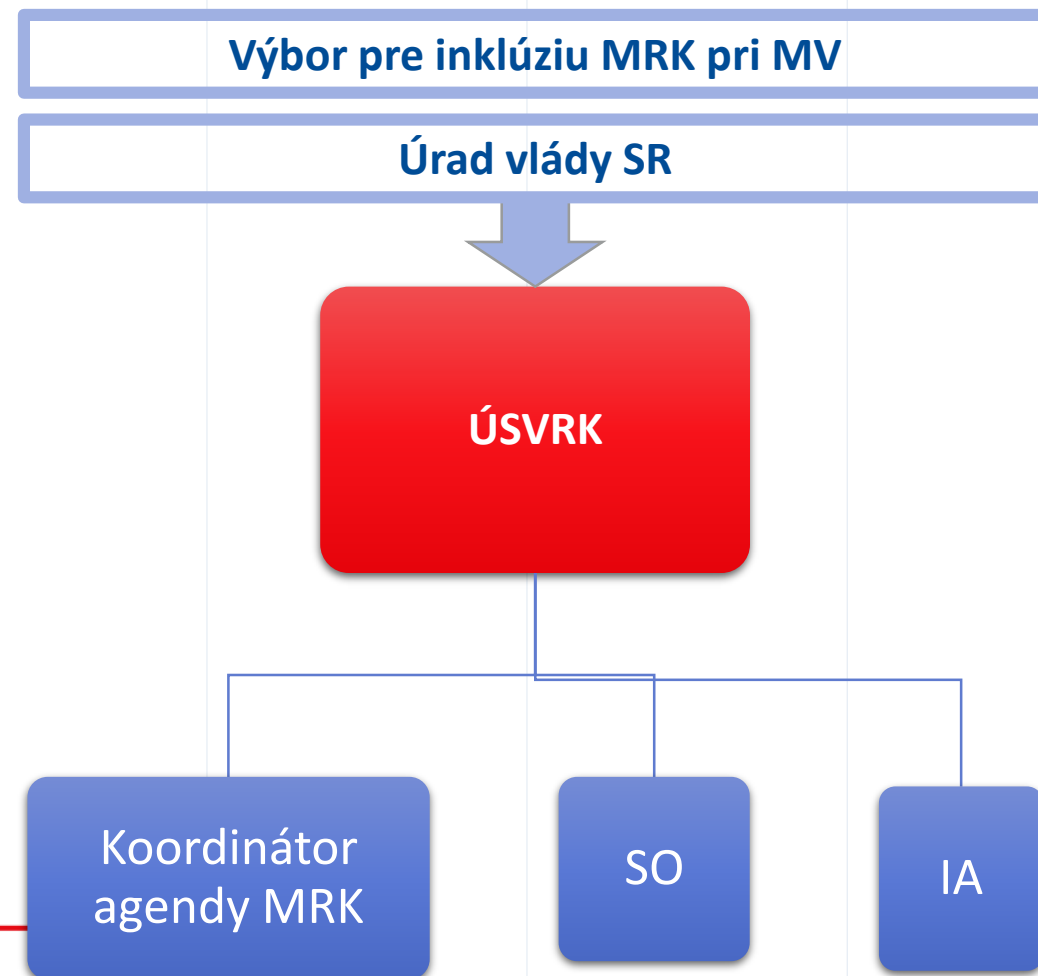 Výbor pre inklúziu MRK pri MV
Úrad vlády SR
ÚSVRK
Koordinátor
agendy MRK
SO
IA